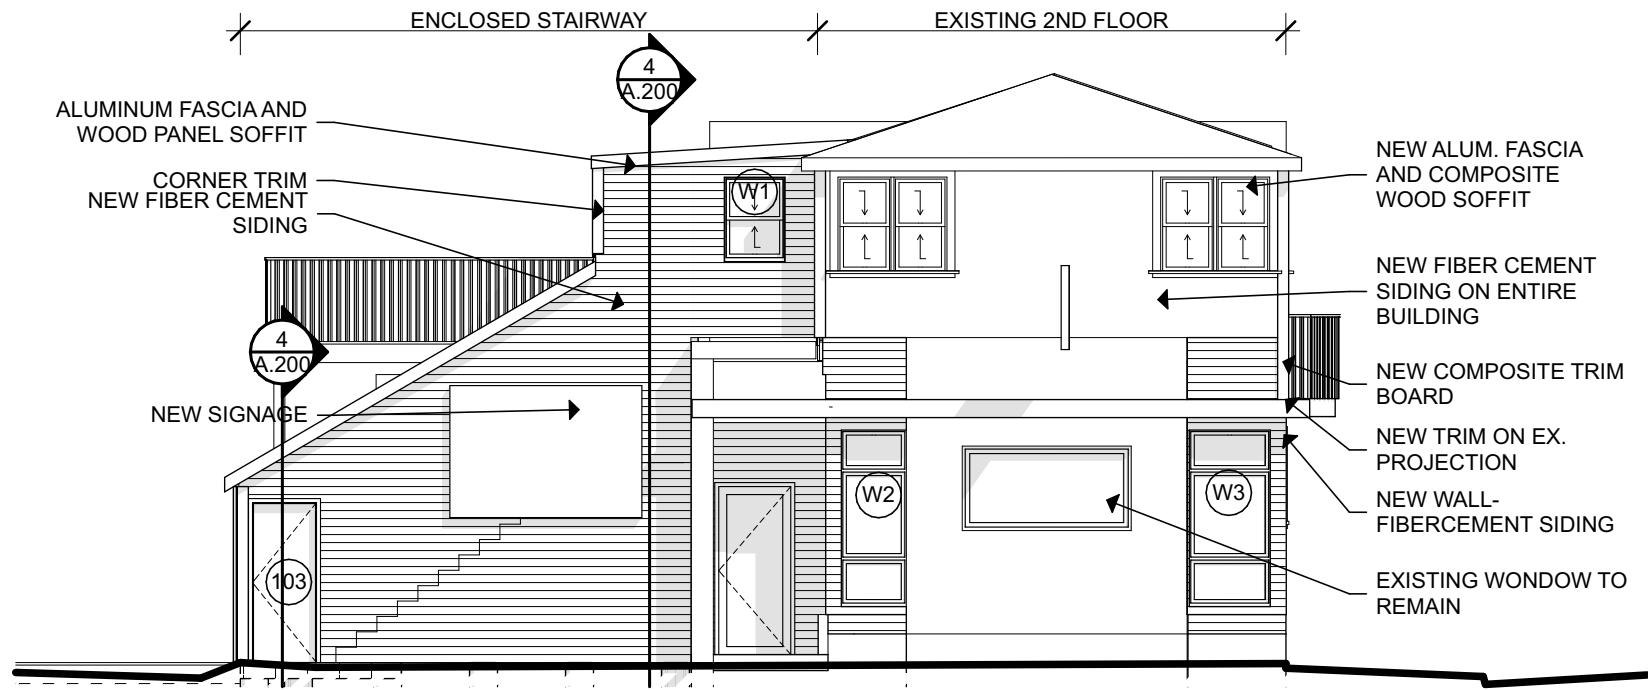 ENCLOSED STAIRWAY
EXISTING 2ND FLOOR
4
A.200
ALUMINUM FASCIA AND
WOOD PANEL SOFFIT
CORNER TRIM
NEW FIBER CEMENT
SIDING
4
A.200
NEW SIGNAGE
103
W1
W2
W3
NEW ALUM. FASCIA
AND COMPOSITE
WOOD SOFFIT
NEW FIBER CEMENT
SIDING ON ENTIRE
BUILDING
NEW COMPOSITE TRIM
BOARD
NEW TRIM ON EX.
PROJECTION
NEW WALL-
FIBERCEMENT SIDING
EXISTING WONDOW TO
REMAIN